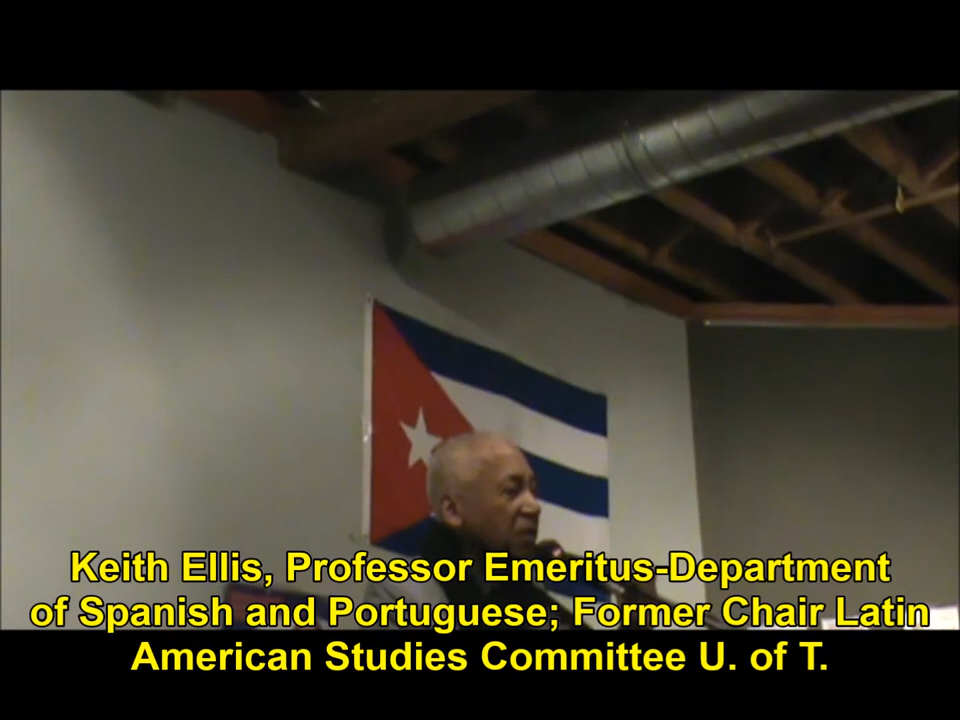 Keith Ellis, Professor Emeritus-Department
of Spanish and Portuguese; Former Chair Latin
American Studies Committee U. of T.